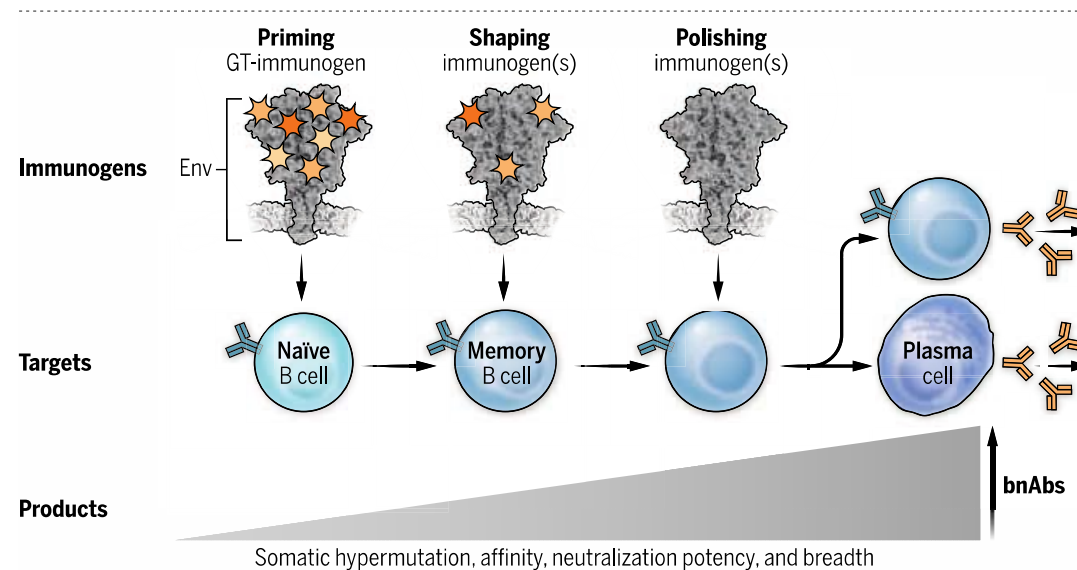 Priming
GT-immunogen
Shaping
immunogen(s)
Polishing
immunogen(s)
Immunogens
Env
Targets
Naïve
B cell
Memory
B cell
Plasma
cell
Products
bnAbs
Somatic hypermutation, affinity, neutralization potency, and breadth